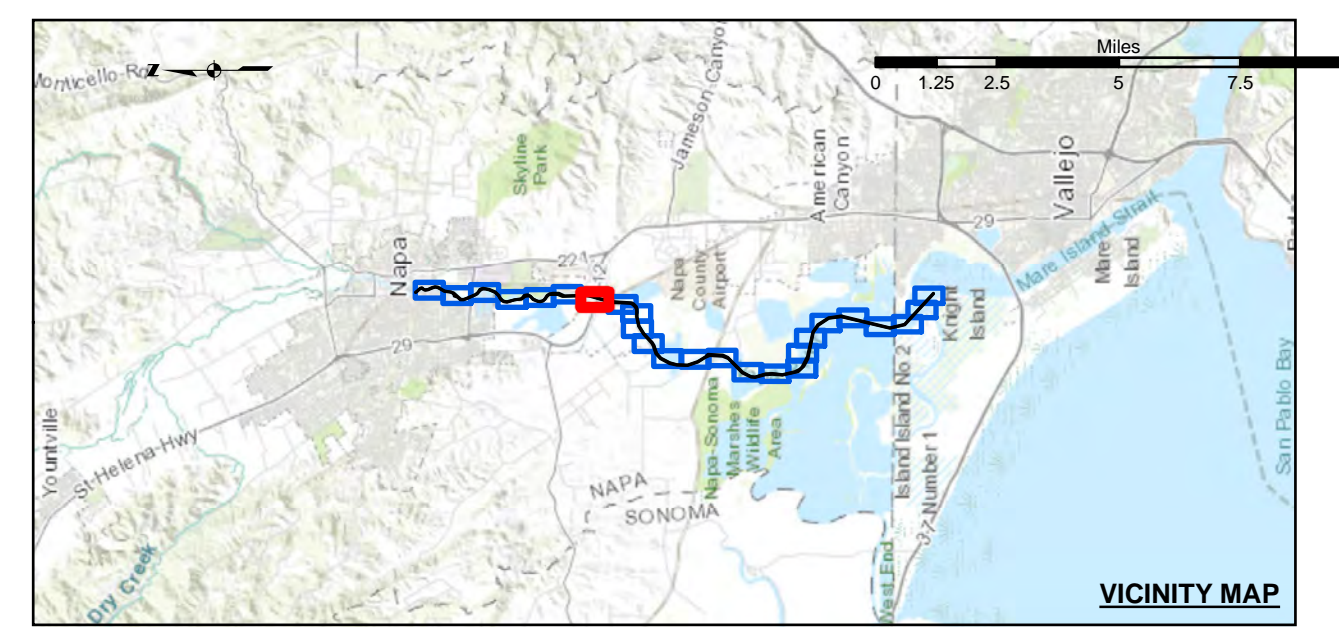 Monticello-Rd
Z
Miles
0 1.25 2.5 5 7.5
Skyline
Park
Jameson Canyon
American
Canyon
Vallejo
29
Mare Island-Strait
Mare
Island
Napa
221
12
Napa
County
Airport
Knight
Island
29
Island Island No 2
Napa-Sonoma
Marshes
Wildlife
Area
San Pablo Bay
Yountville
St-Helena-Hwy
NAPA
SONOMA
37-Number 1
Dry Creek
West End
VICINITY MAP